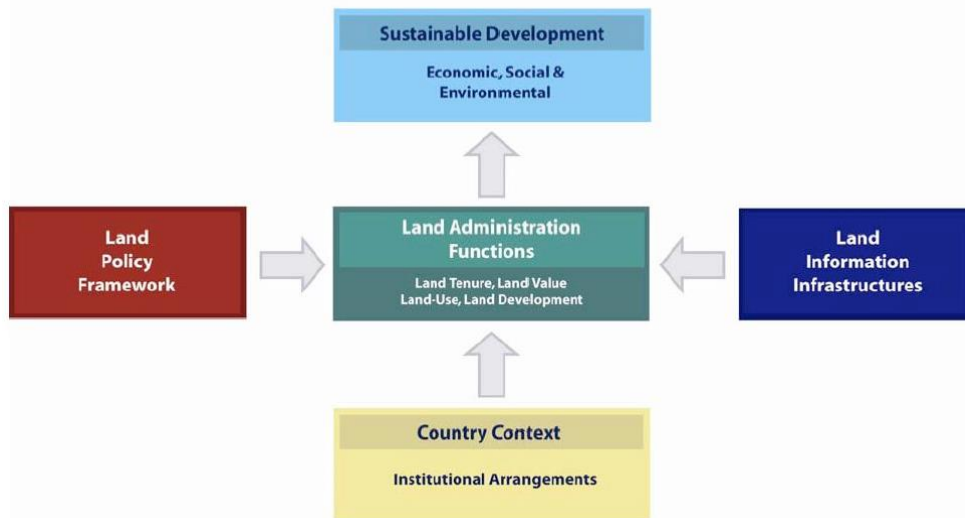 Sustainable Development
Economic, Social &
Environmental
Land
Policy
Framework
Land Administration
Functions
Land Tenure, Land Value
Land-Use, Land Development
Land
Information
Infrastructures
Country Context
Institutional Arrangements